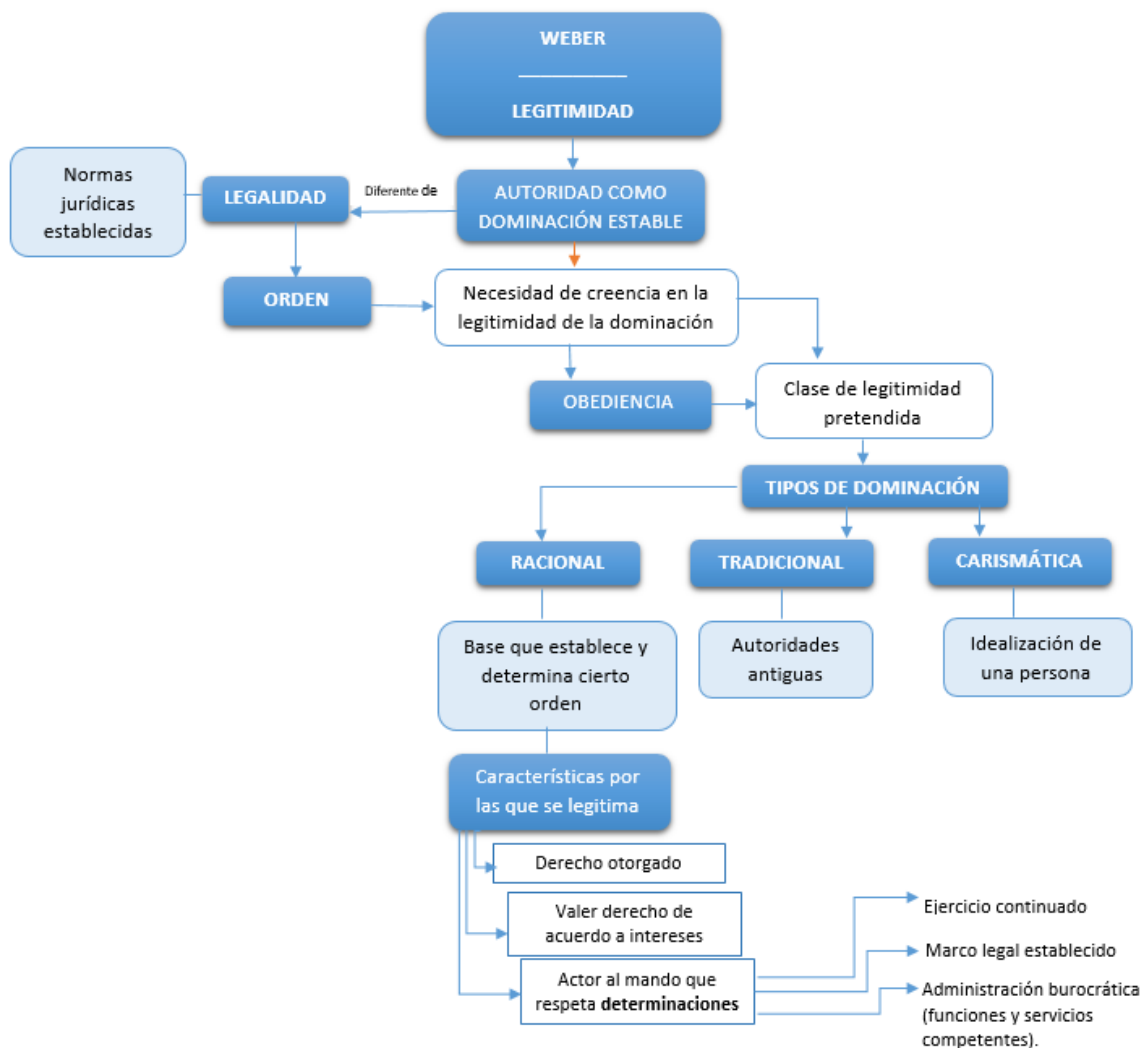 WEBER
LEGITIMIDAD
Normas
jurídicas
establecidas
LEGALIDAD
Diferente de
AUTORIDAD COMO
DOMINACIÓN ESTABLE
ORDEN
Necesidad de creencia en la
legitimidad de la dominación
OBEDIENCIA
Clase de legitimidad
pretendida
TIPOS DE DOMINACIÓN
RACIONAL
TRADICIONAL
CARISMÁTICA
Base que establece y
determina cierto
orden
Autoridades
antiguas
Idealización de
una persona
Características por
las que se legitima
Derecho otorgado
Valer derecho de
acuerdo a intereses
Actor al mando que
respeta determinaciones
Ejercicio continuado
Marco legal establecido
Administración burocrática
(funciones y servicios
competentes).